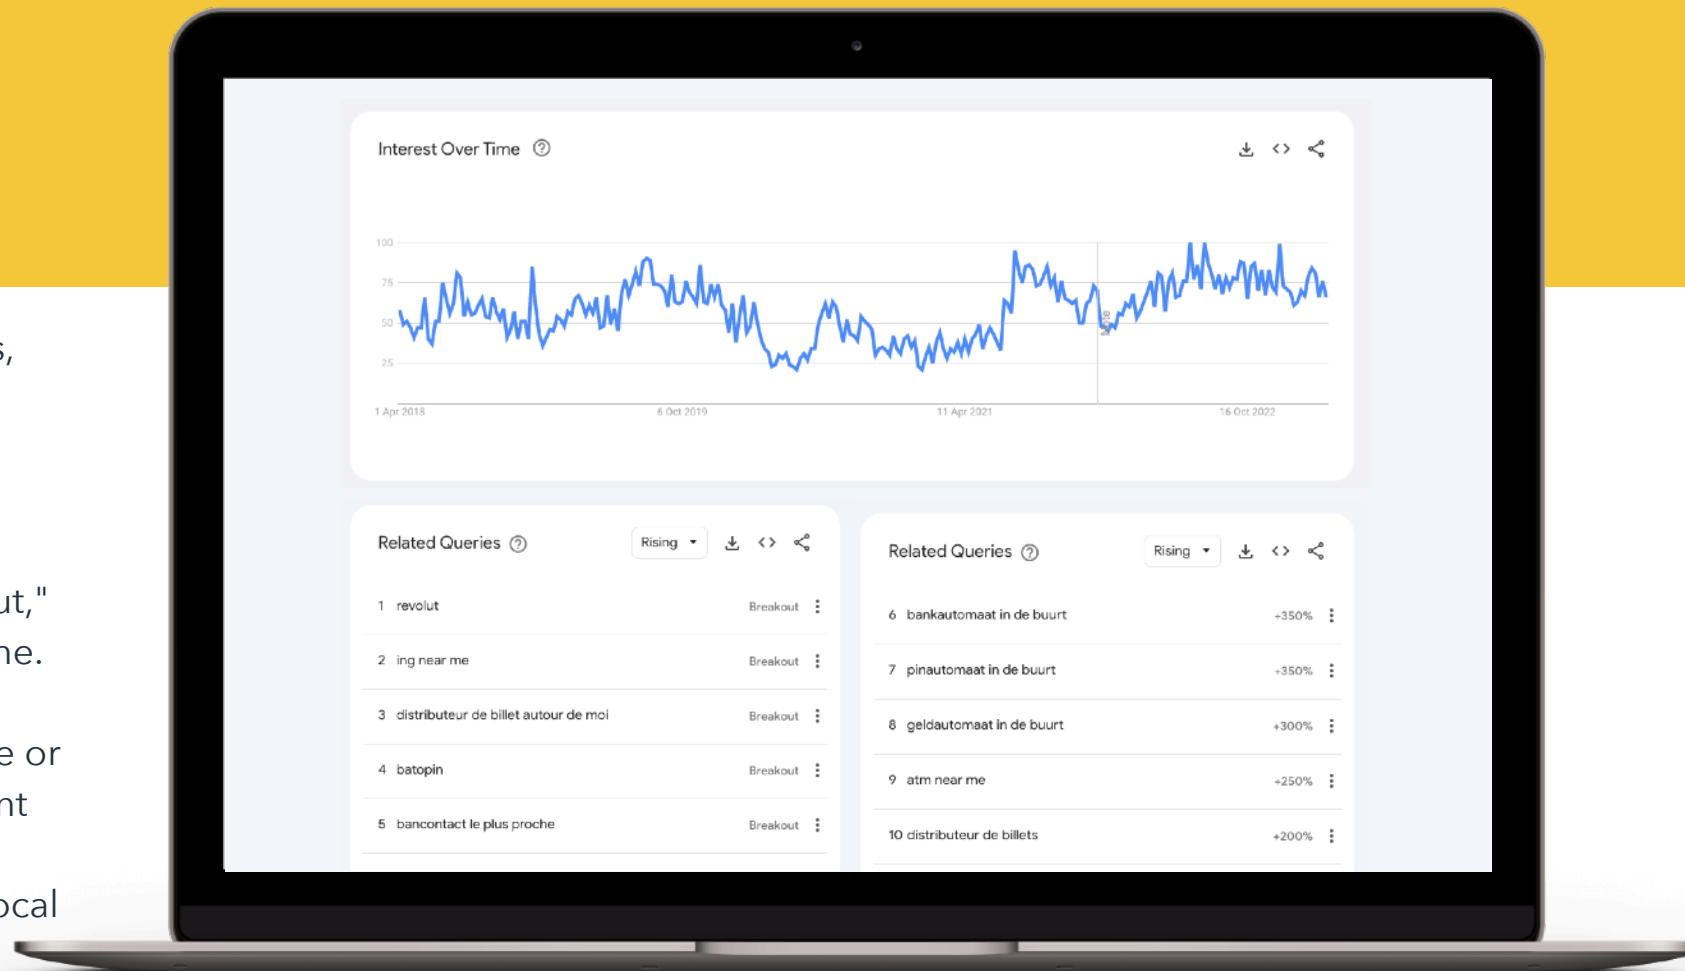 s,
ut,"
ne.
e or
nt
ocal
Interest Over Time
100
75
50
25
Note
1 Apr 2018
6 Oct 2019
11 Apr 2021
16 Oct 2022
Related Queries
Rising
1 revolut Breakout
2 ing near me Breakout
3 distributeur de billet autour de moi Breakout
4 batopin Breakout
5 bancontact le plus proche Breakout
Related Queries
Rising
6 bankautomaat in de buurt +350%
7 pinautomaat in de buurt +350%
8 geldautomaat in de buurt +300%
9 atm near me +250%
10 distributeur de billets +200%